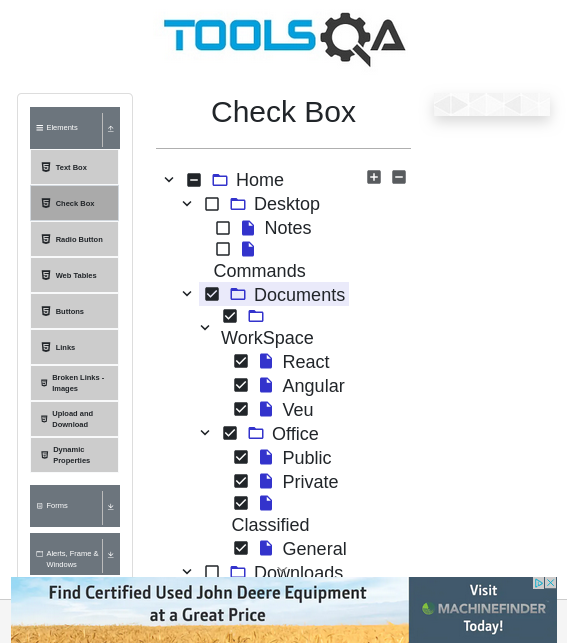 TOOLSQA
Elements
Text Box
Check Box
Radio Button
Web Tables
Buttons
Links
Broken Links -
Images
Upload and
Download
Dynamic
Properties
Forms
Alerts, Frame &
Windows
Check Box
Home
Desktop
Notes
Commands
Documents
WorkSpace
React
Angular
Veu
Office
Public
Private
Classified
General
Downloads
Find Certified Used John Deere Equipment
at a Great Price
Visit
MACHINEFINDER
Today!